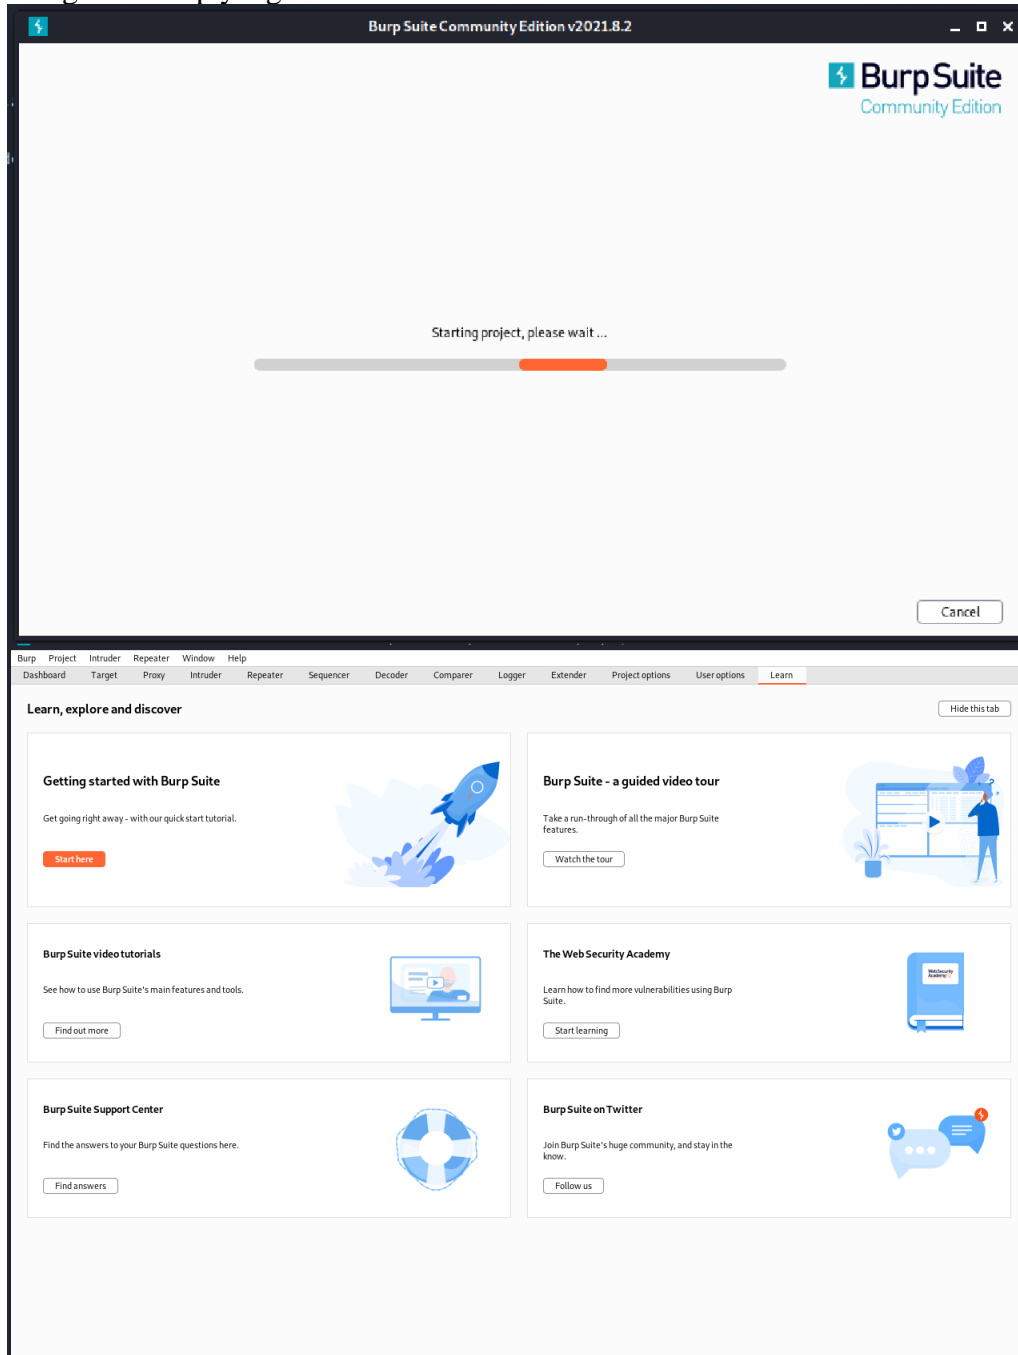 Burp Suite Community Edition v2021.8.2
Burp Suite
Community Edition
Starting project, please wait ...
Cancel
Burp Project Intruder Repeater Window Help
Dashboard Target Proxy Intruder Repeater Sequencer Decoder Comparer Logger Extender Project options User options Learn
Learn, explore and discover
Hide this tab
Getting started with Burp Suite
Get going right away - with our quick start tutorial.
Start here
Burp Suite - a guided video tour
Take a run-through of all the major Burp Suite
features.
Watch the tour
Burp Suite video tutorials
See how to use Burp Suite's main features and tools.
Find out more
The Web Security Academy
Learn how to find more vulnerabilities using Burp
Suite.
Start learning
WebSecurity
Academy
Burp Suite Support Center
Find the answers to your Burp Suite questions here.
Find answers
Burp Suite on Twitter
Join Burp Suite's huge community, and stay in the
know.
Follow us